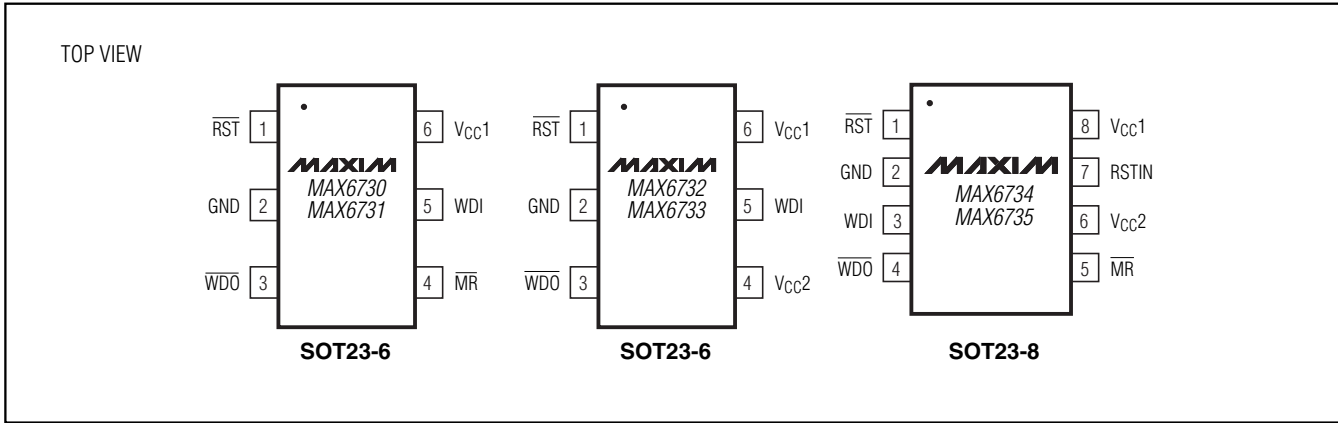 TOP VIEW
RST 1
GND 2
WDO 3
6 VCC1
5 WDI
4 MR
MAXIM
MAX6730
MAX6731
SOT23-6
RST 1
GND 2
WDO 3
6 VCC1
5 WDI
4 VCC2
MAXIM
MAX6732
MAX6733
SOT23-6
RST 1
GND 2
WDI 3
WDO 4
8 VCC1
7 RSTIN
6 VCC2
5 MR
MAXIM
MAX6734
MAX6735
SOT23-8